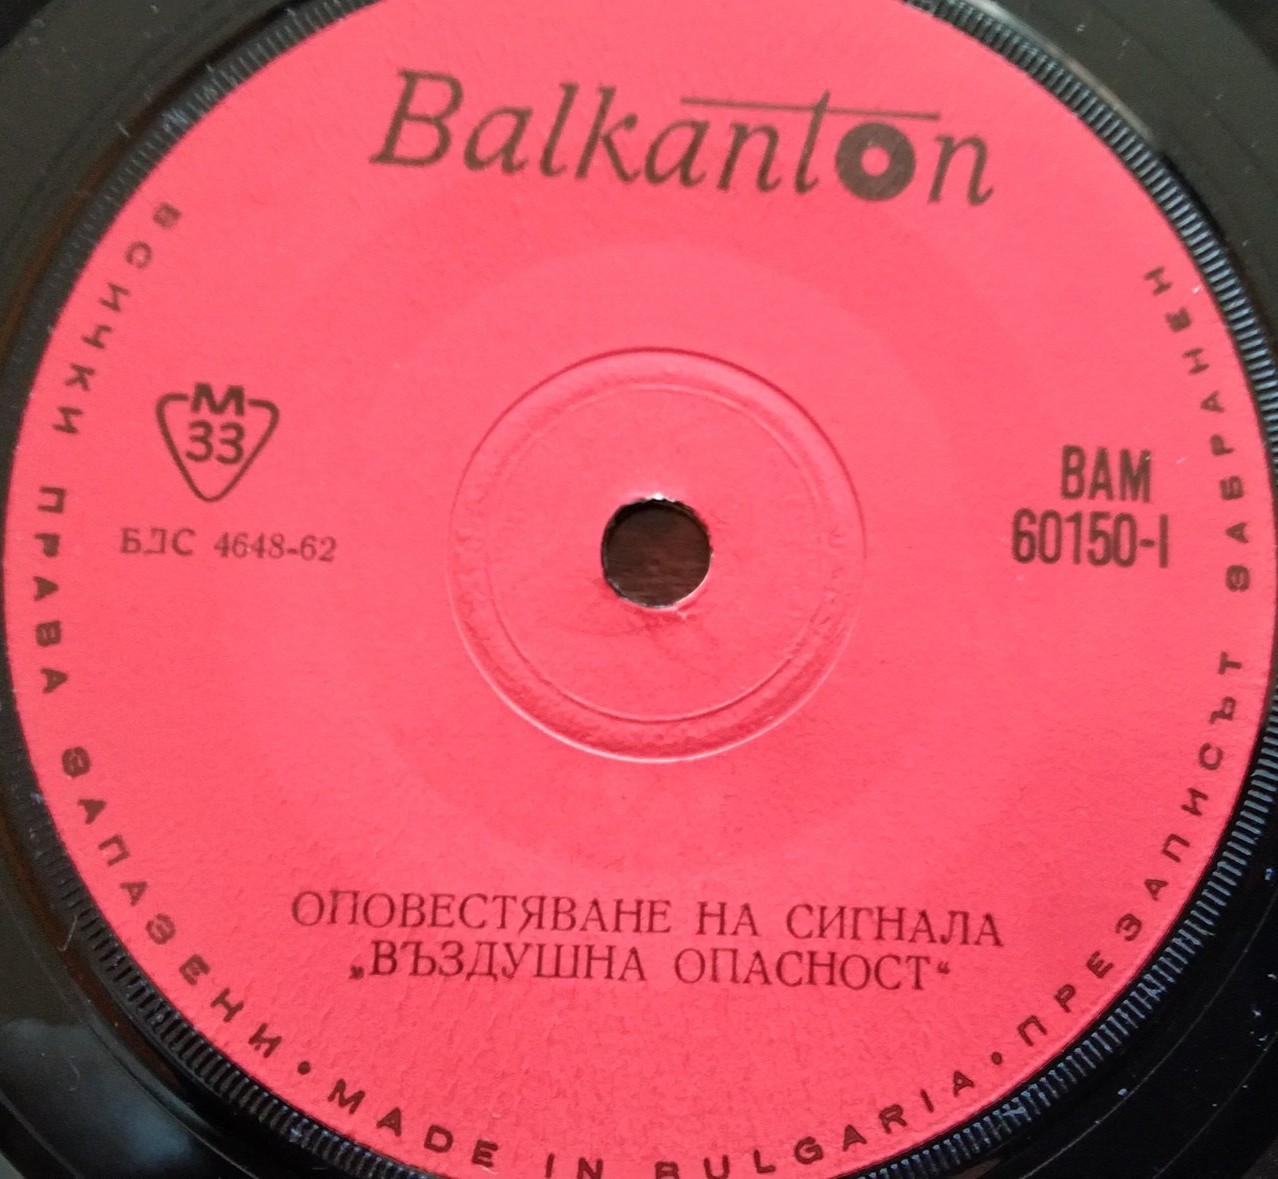 Balkanton
М
33
БДС 4648-62
ВАМ
60150-I
ОПОВЕСТЯВАНЕ НА СИГНАЛА
„ВЪЗДУШНА ОПАСНОСТ“
ВСИЧКИ ПРАВА ЗАПАЗЕНИ • MADE IN BULGARIA • ПРЕЗАПИСЪТ ЗАБРАНЕН